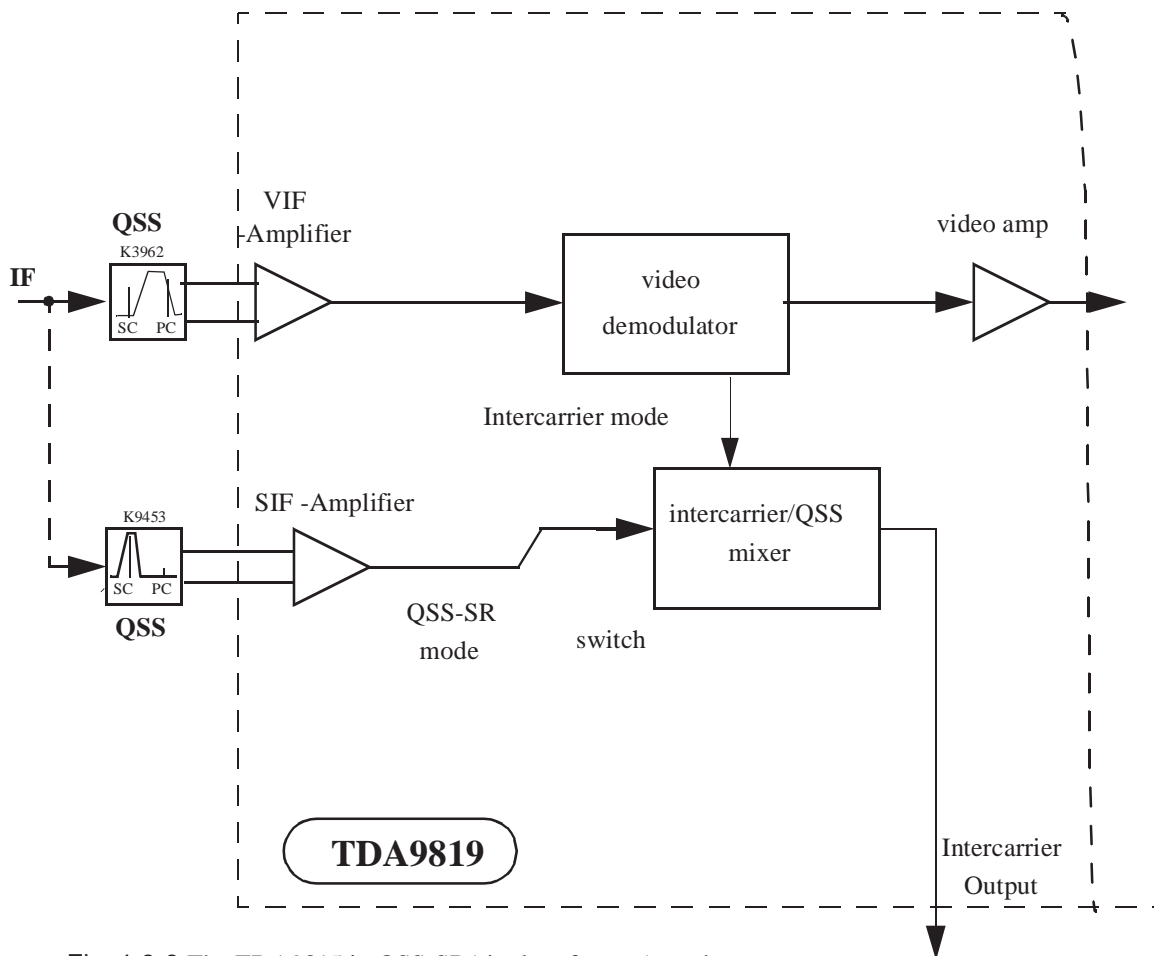 VIF
-Amplifier
QSS
K3962
IF
SC PC
video
demodulator
video amp
Intercarrier mode
SIF -Amplifier
K9453
SC PC
QSS
QSS-SR
mode
switch
intercarrier/QSS
mixer
TDA9819
Intercarrier
Output